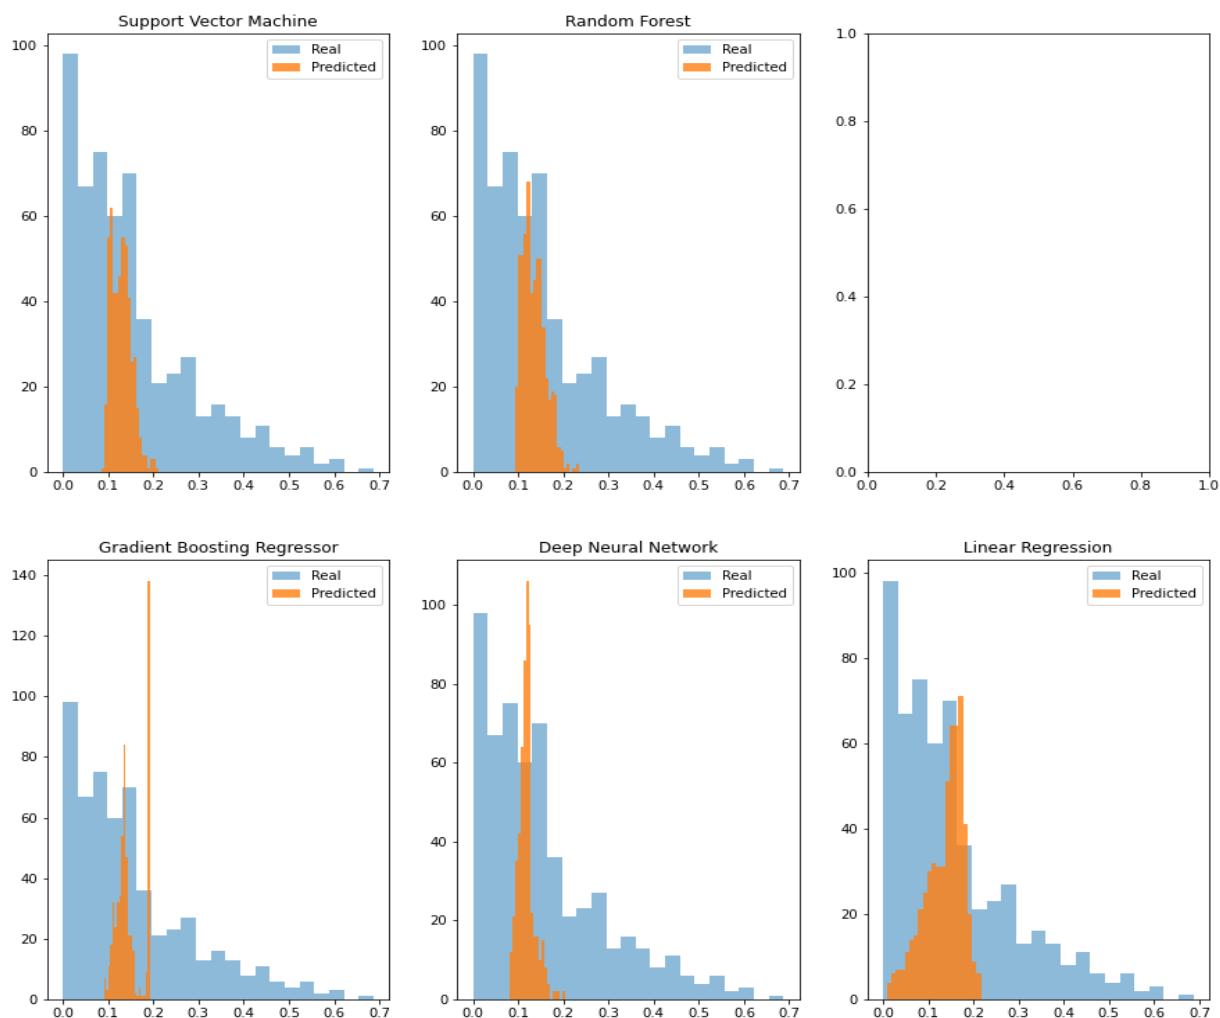 Support Vector Machine
Real
Predicted
100
80
60
40
20
0
0.0 0.1 0.2 0.3 0.4 0.5 0.6 0.7
Random Forest
Real
Predicted
100
80
60
40
20
0
0.0 0.1 0.2 0.3 0.4 0.5 0.6 0.7
1.0
0.8
0.6
0.4
0.2
0.0
0.0 0.2 0.4 0.6 0.8 1.0
Gradient Boosting Regressor
Real
Predicted
140
120
100
80
60
40
20
0
0.0 0.1 0.2 0.3 0.4 0.5 0.6 0.7
Deep Neural Network
Real
Predicted
100
80
60
40
20
0
0.0 0.1 0.2 0.3 0.4 0.5 0.6 0.7
Linear Regression
Real
Predicted
100
80
60
40
20
0
0.0 0.1 0.2 0.3 0.4 0.5 0.6 0.7